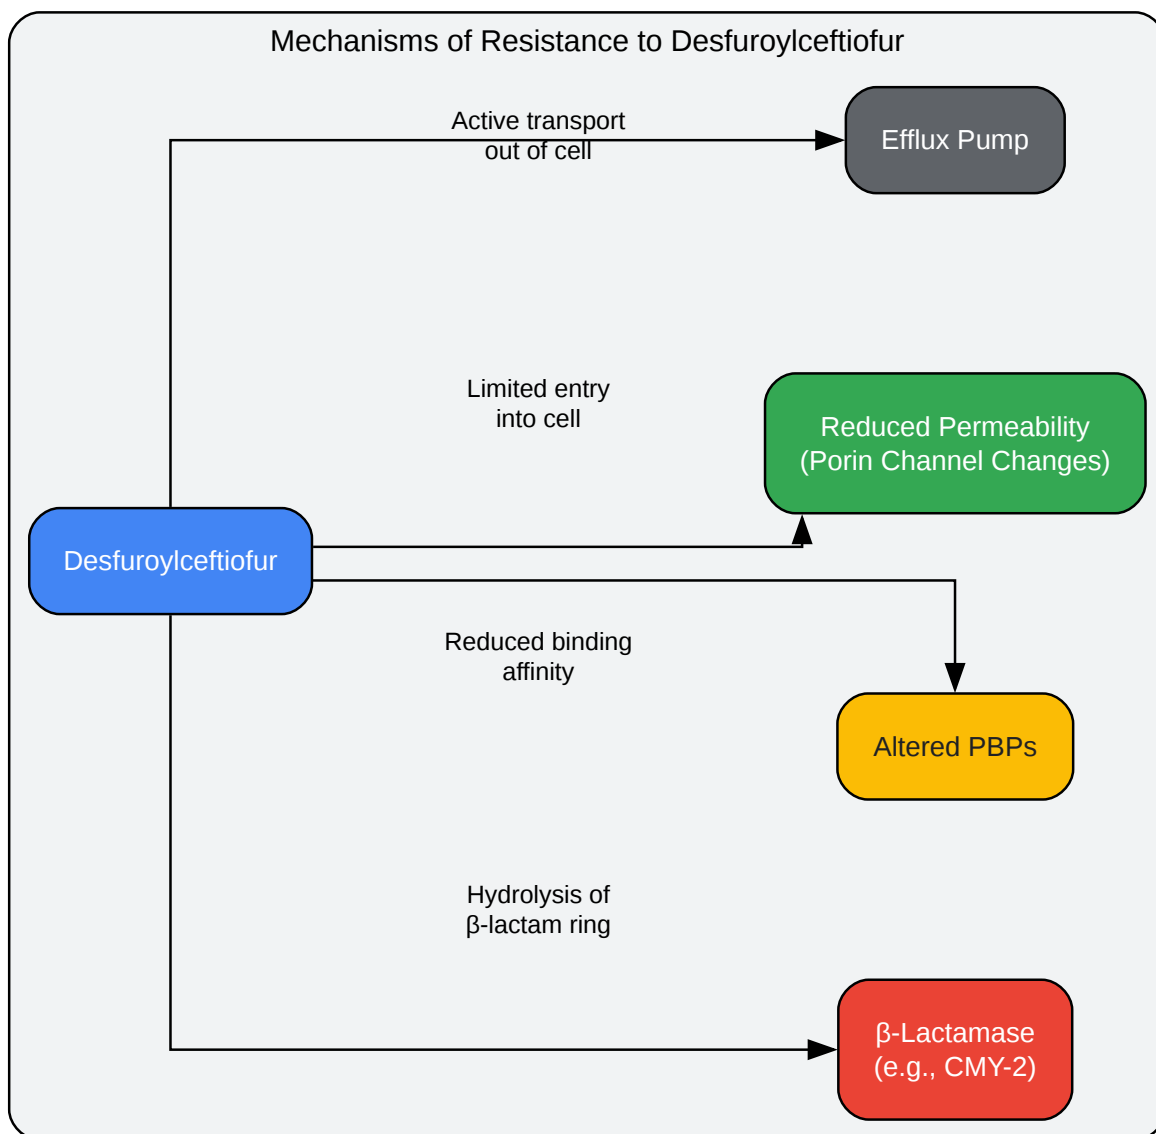 Mechanisms of Resistance to Desfuroylceftiofur
Active transport
out of cell
Efflux Pump
Limited entry
into cell
Reduced Permeability
(Porin Channel Changes)
Desfuroylceftiofur
Reduced binding
affinity
Altered PBPs
Hydrolysis of
β-lactam ring
β-Lactamase
(e.g., CMY-2)